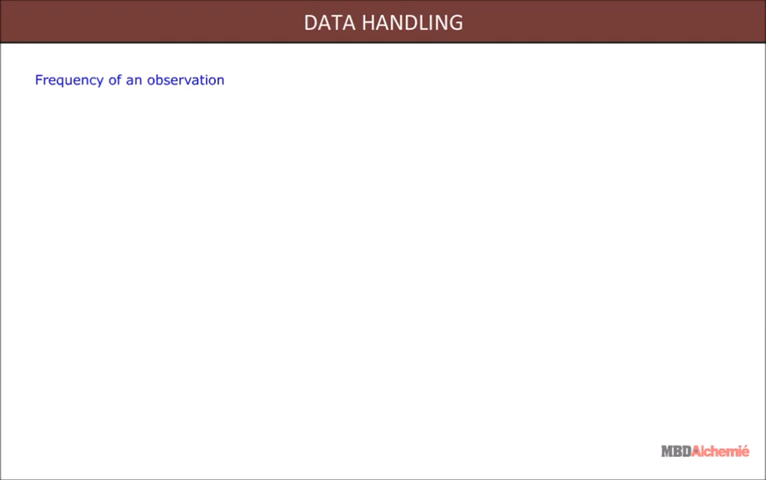 DATA HANDLING
Frequency of an observation
MBDAlchemié